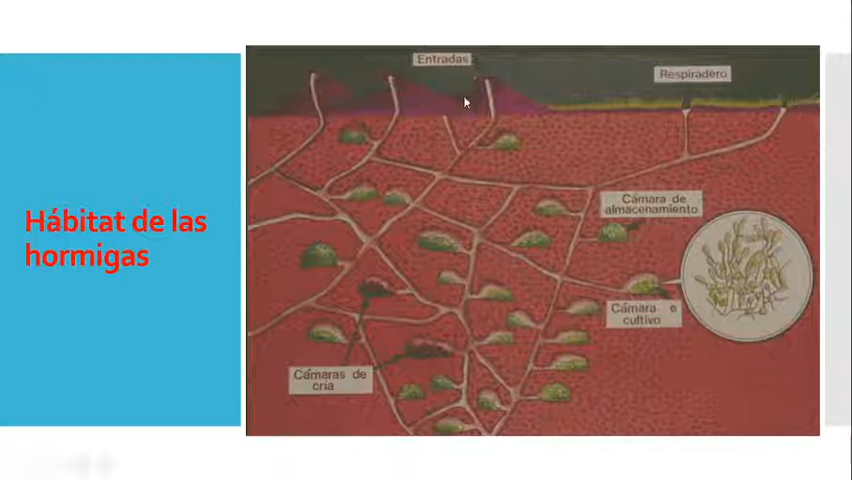 Hábitat de las
hormigas
Entradas
Respiradero
Cámara de
almacenamiento
Cámara e
cultivo
Cámaras de
cría